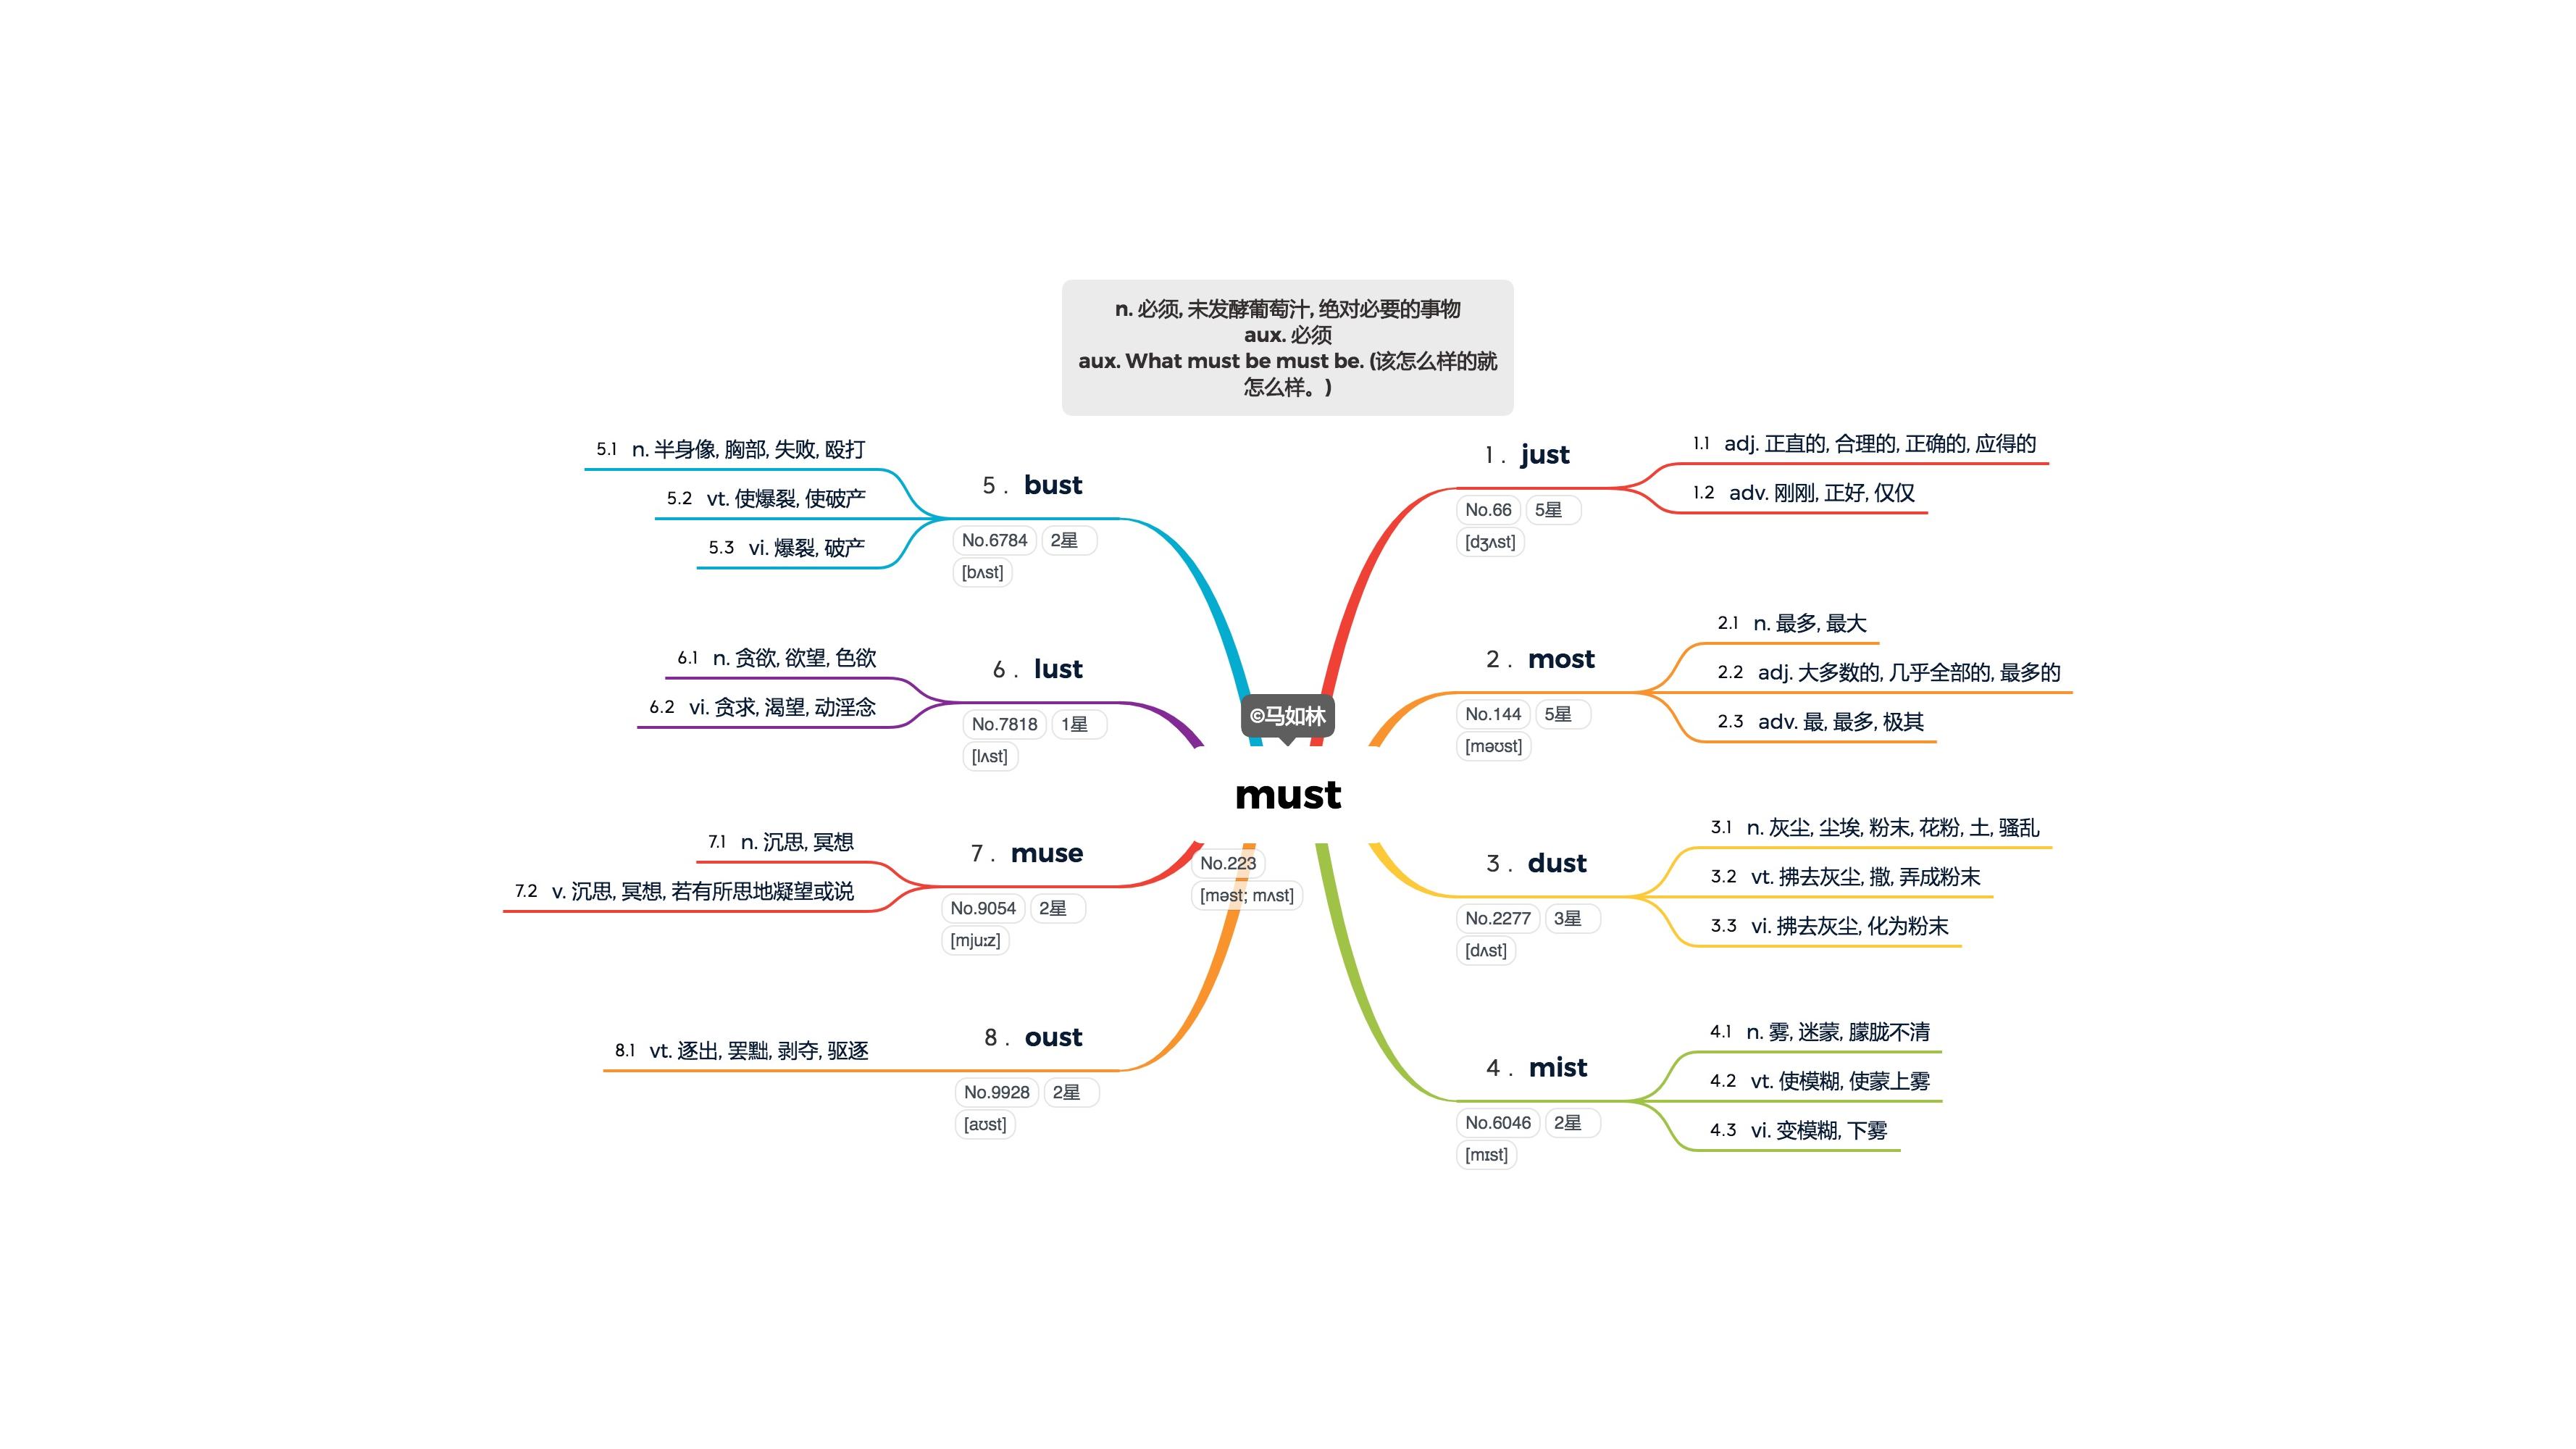 n. 必须, 未发酵葡萄汁, 绝对必要的事物
aux. 必须
aux. What must be must be. (该怎么样的就
怎么样。)
©马如林
must
No.223
[məst; mʌst]
1 . just
No.66 5星
[dʒʌst]
1.1 adj. 正直的, 合理的, 正确的, 应得的
1.2 adv. 刚刚, 正好, 仅仅
2 . most
No.144 5星
[məʊst]
2.1 n. 最多, 最大
2.2 adj. 大多数的, 几乎全部的, 最多的
2.3 adv. 最, 最多, 极其
3 . dust
No.2277 3星
[dʌst]
3.1 n. 灰尘, 尘埃, 粉末, 花粉, 土, 骚乱
3.2 vt. 拂去灰尘, 撒, 弄成粉末
3.3 vi. 拂去灰尘, 化为粉末
4 . mist
No.6046 2星
[mɪst]
4.1 n. 雾, 迷蒙, 朦胧不清
4.2 vt. 使模糊, 使蒙上雾
4.3 vi. 变模糊, 下雾
5 . bust
No.6784 2星
[bʌst]
5.1 n. 半身像, 胸部, 失败, 殴打
5.2 vt. 使爆裂, 使破产
5.3 vi. 爆裂, 破产
6 . lust
No.7818 1星
[lʌst]
6.1 n. 贪欲, 欲望, 色欲
6.2 vi. 贪求, 渴望, 动淫念
7 . muse
No.9054 2星
[mjuːz]
7.1 n. 沉思, 冥想
7.2 v. 沉思, 冥想, 若有所思地凝望或说
8 . oust
No.9928 2星
[aʊst]
8.1 vt. 逐出, 罢黜, 剥夺, 驱逐